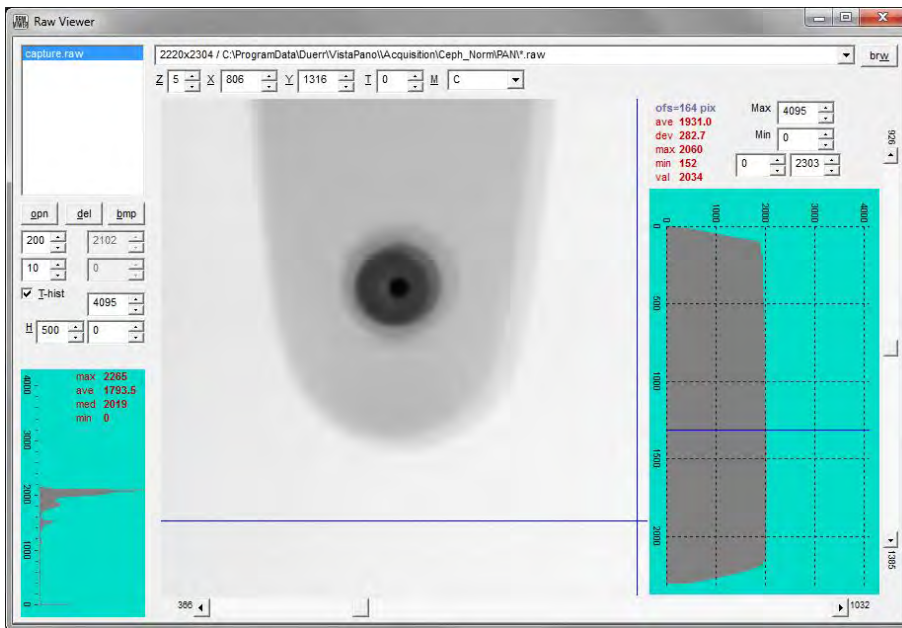 RAW VIEWER Raw Viewer
capture.raw
2220x2304 / C:\ProgramData\Duerr\VistaPano\\Acquisition\Ceph_Norm\PAN\*.raw brw
Z 5 X 806 Y 1316 T 0 M C
ofs=164 pix
ave 1931.0
dev 282.7
max 2060
min 152
val 2034
Max 4095
Min 0
0 2303
926
opn del bmp
200 2102
10 0
T-hist 4095
H 500 0
max 2265
ave 1793.5
med 2019
min 0
4000
3000
2000
1000
0
0 1000 2000 3000 4000
0
500
1000
1500
2000
1385
366 1032